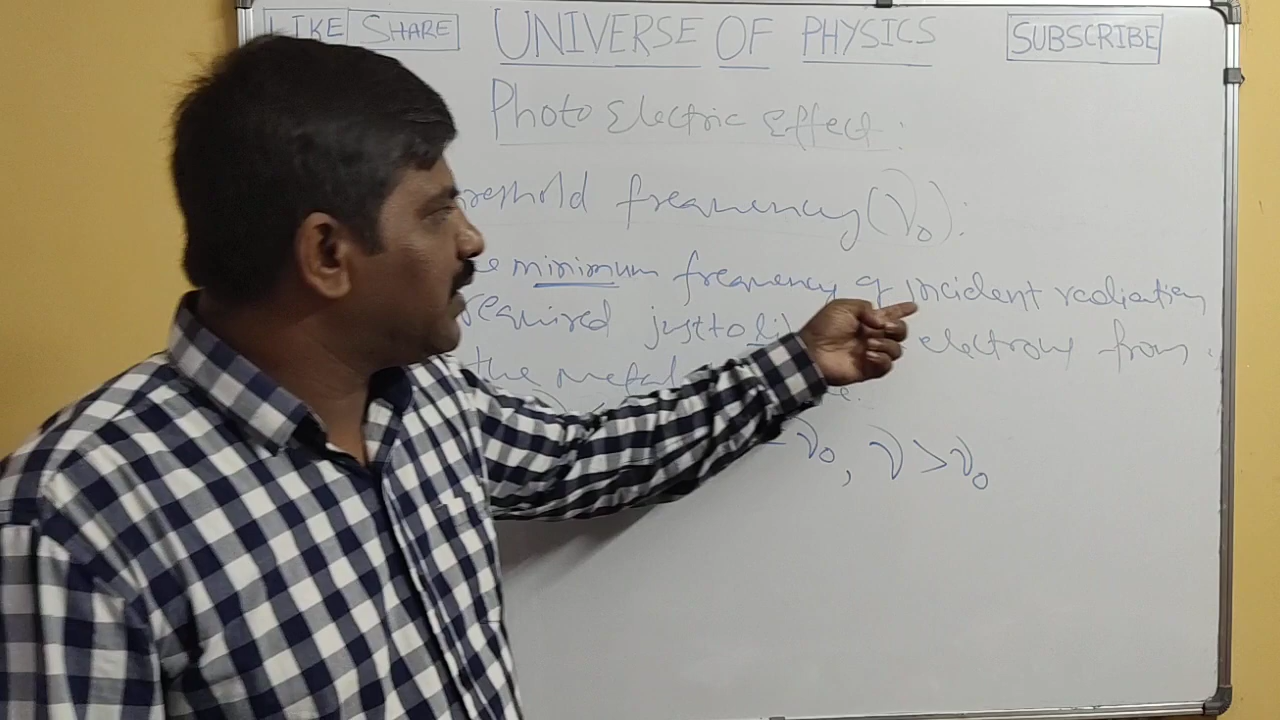 LIKE SHARE UNIVERSE OF PHYSICS SUBSCRIBE
Photo Electric Effect:
reshold frequency (ν₀):
e minimum frequency of incident radiation
required just to li electrons from
the metal e.
- ν₀, ν > ν₀